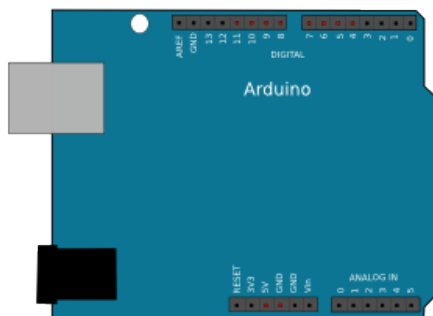 AREF GND 13 12 11 10 9 8 7 6 5 4 3 2 1 0
DIGITAL
Arduino
RESET 3V3 5V GND GND Vin
ANALOG IN
0 1 2 3 4 5